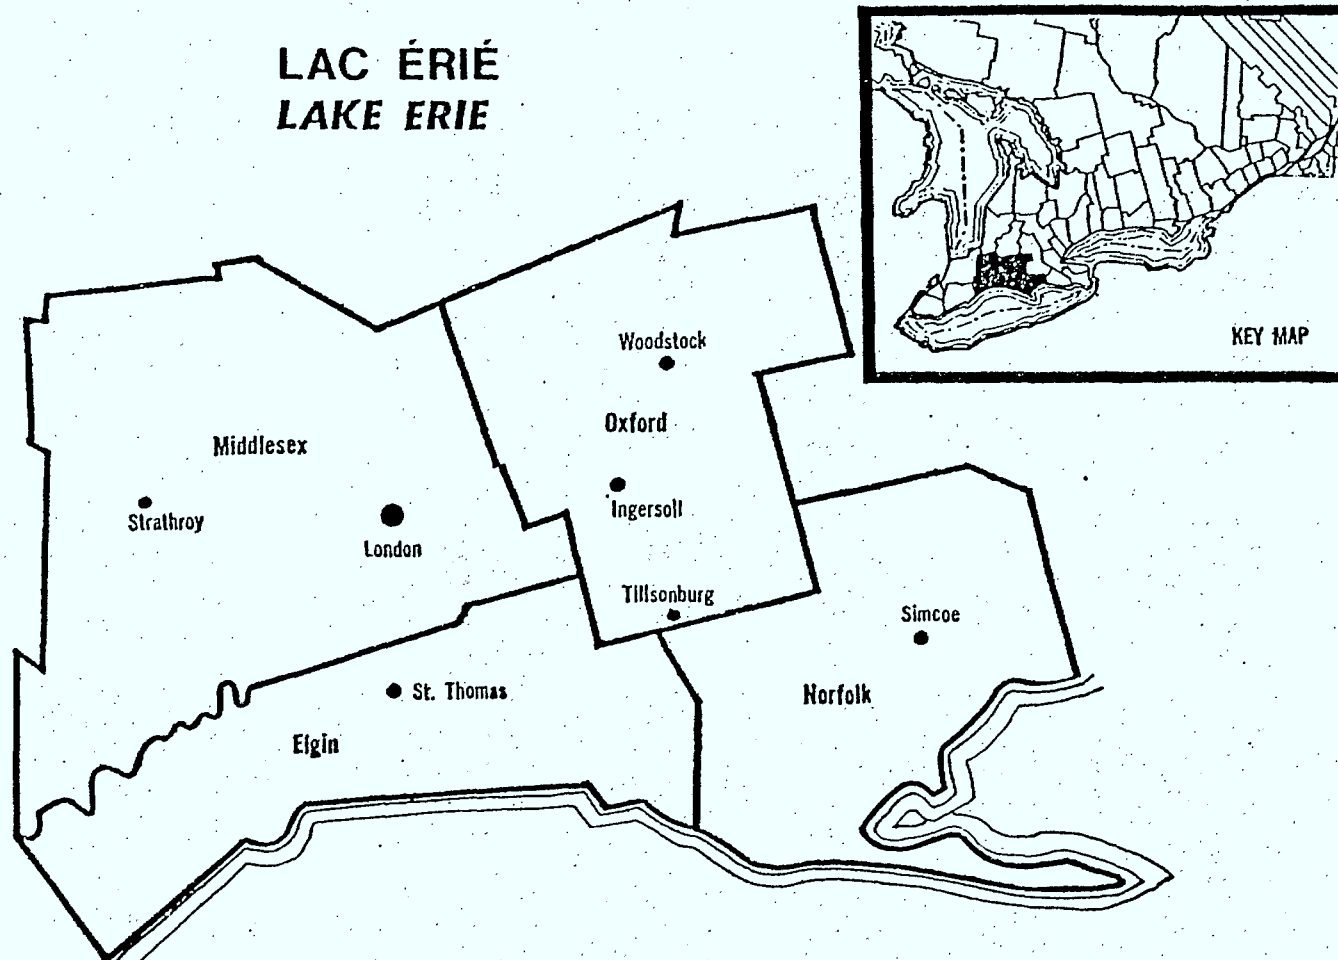 LAC ÉRIÉ
LAKE ERIE
KEY MAP
Woodstock
Oxford
Middlesex
Ingersoll
Strathroy
London
Tillsonburg
Simcoe
St. Thomas
Norfolk
Elgin